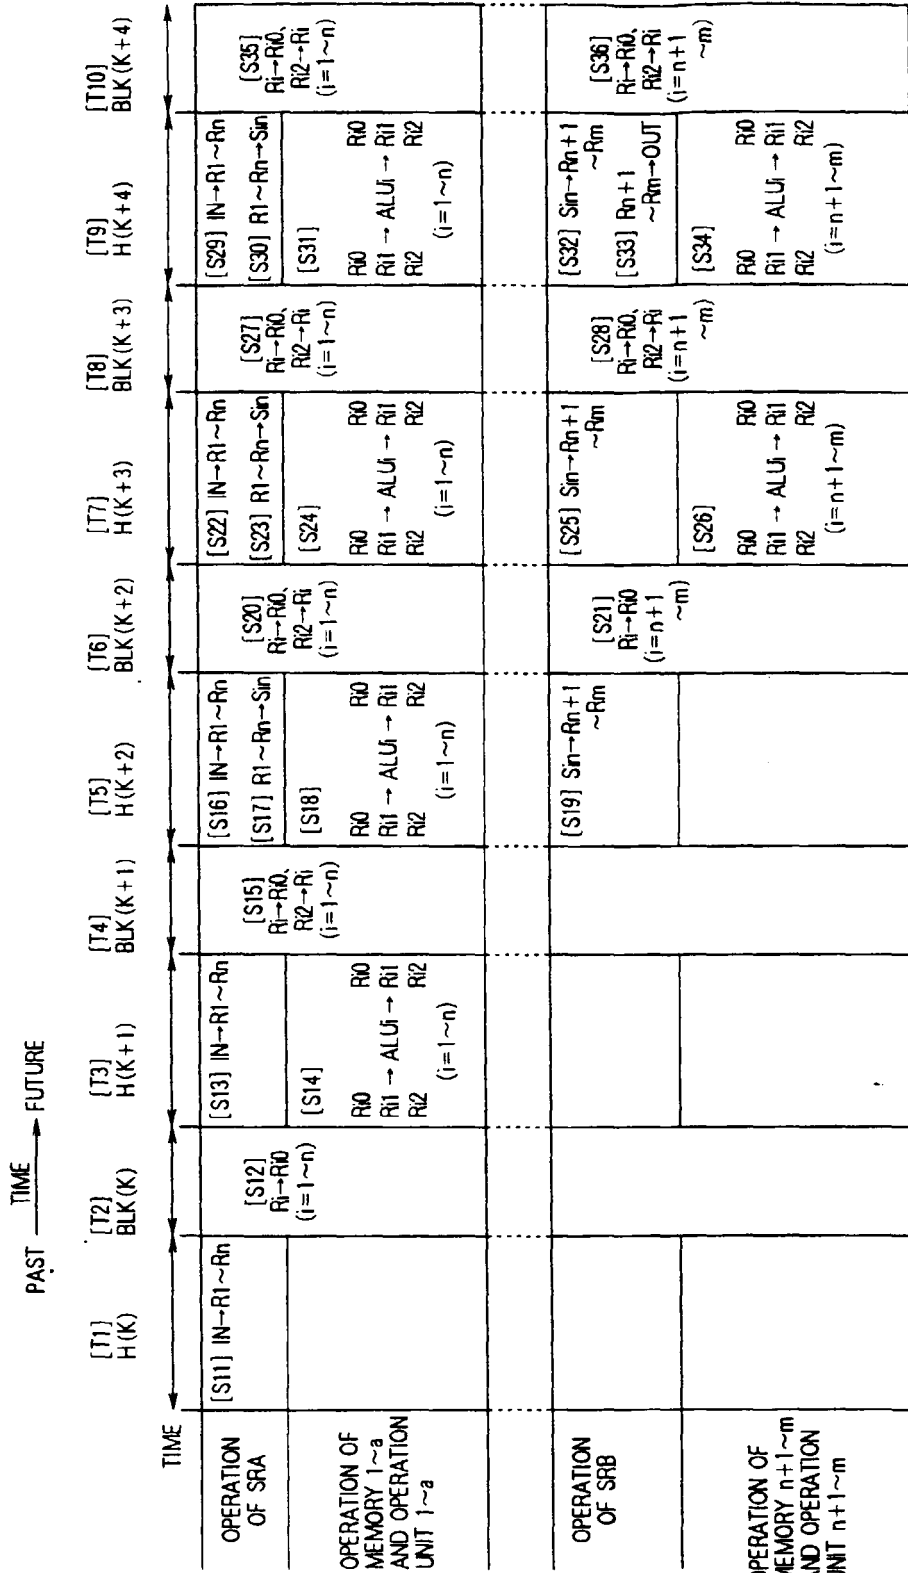 PAST TIME FUTURE
TIME
[T1]
H(K)
[T2]
BLK(K)
[T3]
H(K+1)
[T4]
BLK(K+1)
[T5]
H(K+2)
[T6]
BLK(K+2)
[T7]
H(K+3)
[T8]
BLK(K+3)
[T9]
H(K+4)
[T10]
BLK(K+4)
OPERATION
OF SRA
[S11] IN→R1~Rn
[S12]
Ri→Ri0
(i=1~n)
[S13] IN→R1~Rn
[S15]
Ri→Ri0、
Ri2→Ri
(i=1~n)
[S16] IN→R1~Rn
[S17] R1~Rn→Sin
[S20]
Ri→Ri0、
Ri2→Ri
(i=1~n)
[S22] IN→R1~Rn
[S23] R1~Rn→Sin
[S27]
Ri→Ri0、
Ri2→Ri
(i=1~n)
[S29] IN→R1~Rn
[S30] R1~Rn→Sin
[S35]
Ri→Ri0、
Ri2→Ri
(i=1~n)
OPERATION OF
MEMORY 1~a
AND OPERATION
UNIT 1~a
[S14]
Ri0 Ri0
Ri1 → ALUi → Ri1
Ri2 Ri2
(i=1~n)
[S18]
Ri0 Ri0
Ri1 → ALUi → Ri1
Ri2 Ri2
(i=1~n)
[S24]
Ri0 Ri0
Ri1 → ALUi → Ri1
Ri2 Ri2
(i=1~n)
[S31]
Ri0 Ri0
Ri1 → ALUi → Ri1
Ri2 Ri2
(i=1~n)
OPERATION
OF SRB
[S19] Sin→Rn+1
~Rm
[S21]
Ri→Ri0
(i=n+1
~m)
[S25] Sin→Rn+1
~Rm
[S28]
Ri→Ri0、
Ri2→Ri
(i=n+1
~m)
[S32] Sin→Rn+1
~Rm
[S33] Rn+1
~Rm→OUT
[S36]
Ri→Ri0、
Ri2→Ri
(i=n+1
~m)
OPERATION OF
MEMORY n+1~m
AND OPERATION
UNIT n+1~m
[S26]
Ri0 Ri0
Ri1 → ALUi → Ri1
Ri2 Ri2
(i=n+1~m)
[S34]
Ri0 Ri0
Ri1 → ALUi → Ri1
Ri2 Ri2
(i=n+1~m)